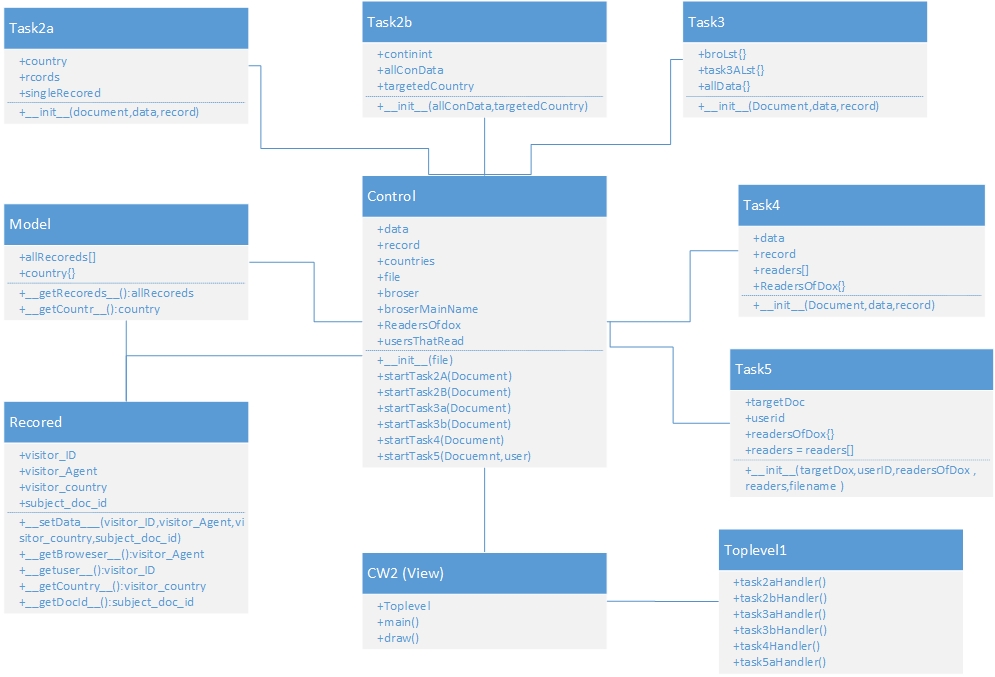 Task2a
+country
+rcords
+singleRecored
+__init__(document,data,record)
Task2b
+continint
+allConData
+targetedCountry
+__init__(allConData,targetedCountry)
Task3
+broLst{}
+task3ALst{}
+allData{}
+__init__(Document,data,record)
Model
+allRecoreds[]
+country{}
+__getRecoreds__():allRecoreds
+__getCountr__():country
Control
+data
+record
+countries
+file
+broser
+broserMainName
+ReadersOfdox
+usersThatRead
+__init__(file)
+startTask2A(Document)
+startTask2B(Document)
+startTask3a(Document)
+startTask3b(Document)
+startTask4(Document)
+startTask5(Docuemnt,user)
Task4
+data
+record
+readers[]
+ReadersOfDox{}
+__init__(Document,data,record)
Task5
+targetDoc
+userid
+readersOfDox{}
+readers = readers[]
+__init__(targetDox,userID,readersOfDox ,
readers,filename )
Recored
+visitor_ID
+visitor_Agent
+visitor_country
+subject_doc_id
+__setData___(visitor_ID,visitor_Agent,vi
sitor_country,subject_doc_id)
+__getBroweser__():visitor_Agent
+__getuser__():visitor_ID
+__getCountry__():visitor_country
+__getDocId__():subject_doc_id
CW2 (View)
+Toplevel
+main()
+draw()
Toplevel1
+task2aHandler()
+task2bHandler()
+task3aHandler()
+task3bHandler()
+task4Handler()
+task5aHandler()